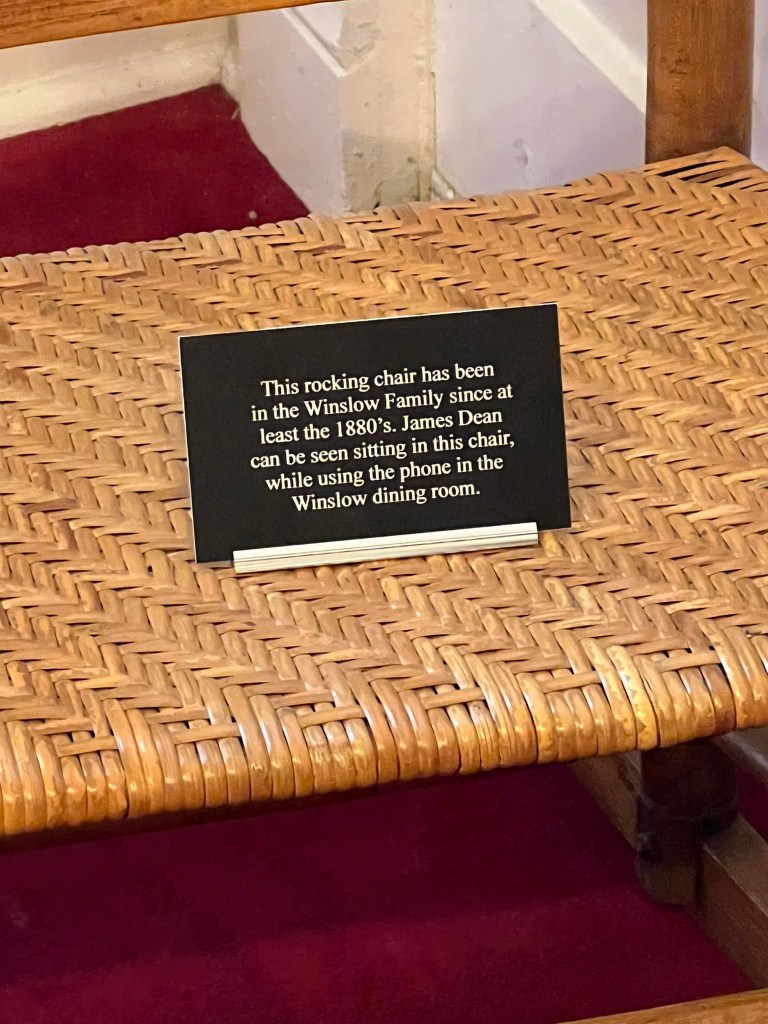 This rocking chair has been
in the Winslow Family since at
least the 1880's. James Dean
can be seen sitting in this chair,
while using the phone in the
Winslow dining room.